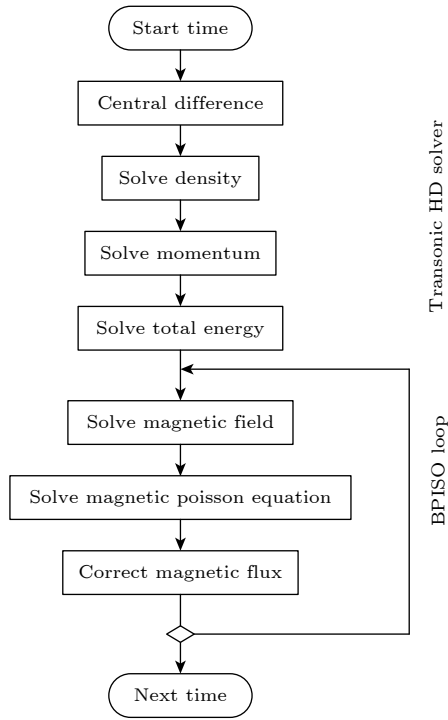 Start time
Central difference
Solve density
Solve momentum
Solve total energy
Transonic HD solver
Solve magnetic field
Solve magnetic poisson equation
Correct magnetic flux
BPISO loop
Next time